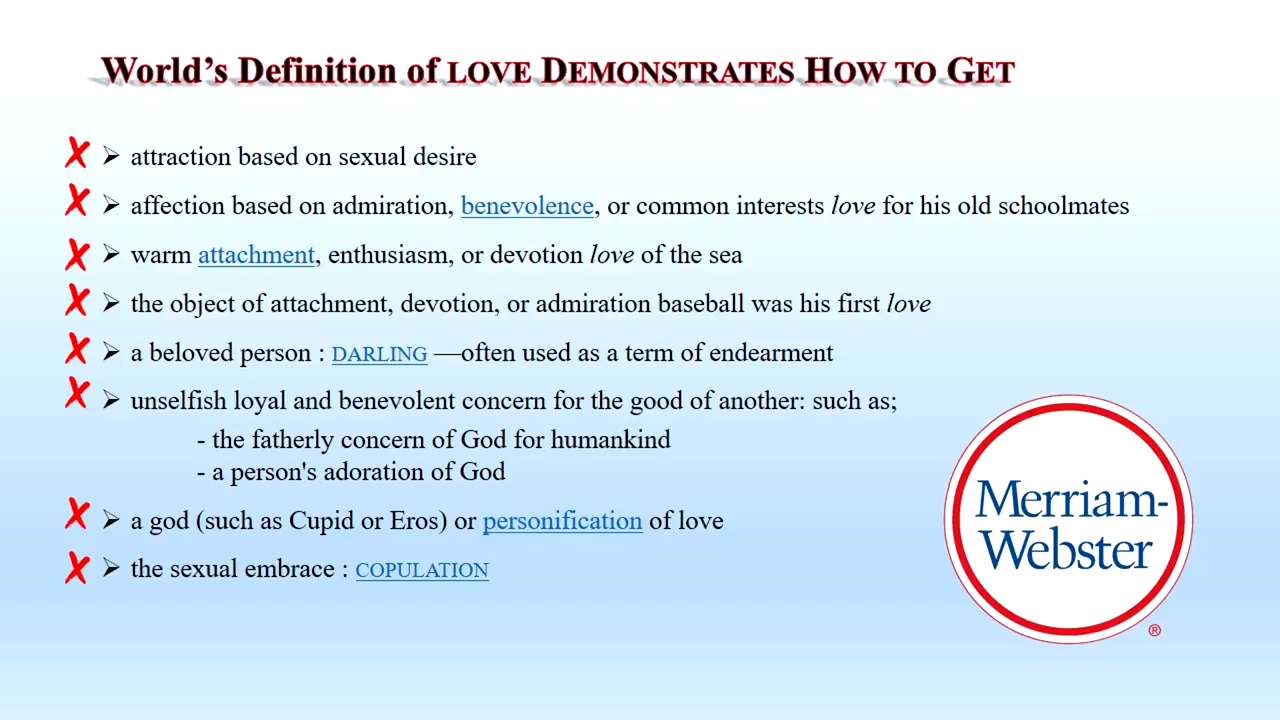 World’s Definition of LOVE DEMONSTRATES HOW TO GET
✗ ➢ attraction based on sexual desire
✗ ➢ affection based on admiration, benevolence, or common interests love for his old schoolmates
✗ ➢ warm attachment, enthusiasm, or devotion love of the sea
✗ ➢ the object of attachment, devotion, or admiration baseball was his first love
✗ ➢ a beloved person : DARLING —often used as a term of endearment
✗ ➢ unselfish loyal and benevolent concern for the good of another: such as;
- the fatherly concern of God for humankind
- a person's adoration of God
✗ ➢ a god (such as Cupid or Eros) or personification of love
✗ ➢ the sexual embrace : COPULATION
Merriam-
Webster
®